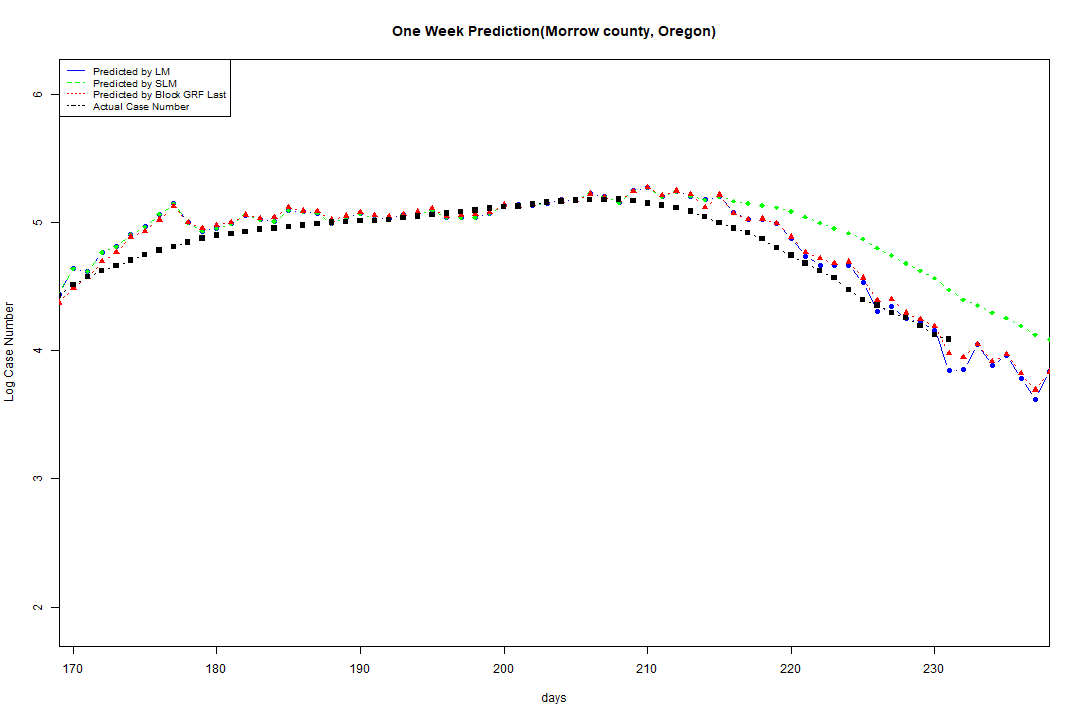 One Week Prediction(Morrow county, Oregon)
Predicted by LM
Predicted by SLM
Predicted by Block GRF Last
Actual Case Number
6
5
4
3
2
Log Case Number
170 180 190 200 210 220 230
days